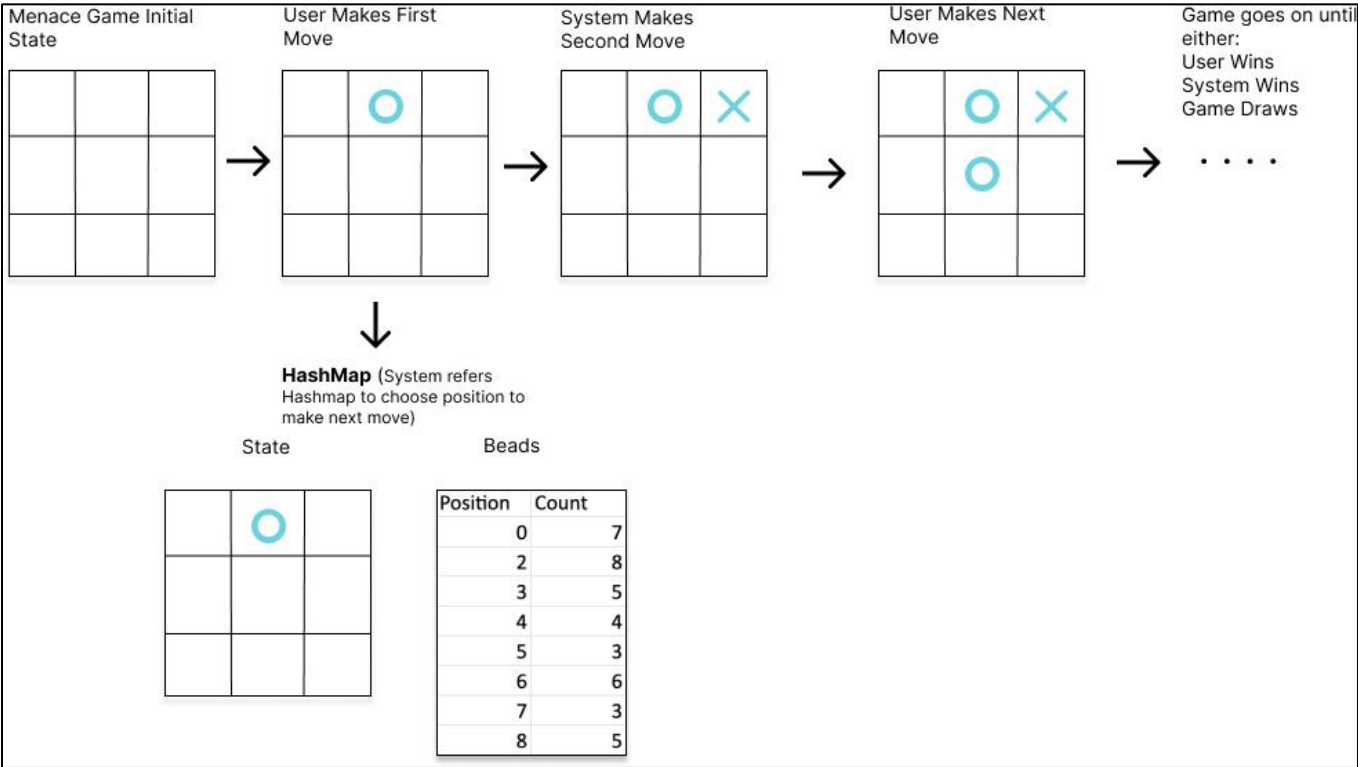 Menace Game Initial
State
User Makes First
Move
System Makes
Second Move
User Makes Next
Move
Game goes on until
either:
User Wins
System Wins
Game Draws
. . . .
HashMap (System refers
Hashmap to choose position to
make next move)
State
Beads
Position Count
0 7
2 8
3 5
4 4
5 3
6 6
7 3
8 5